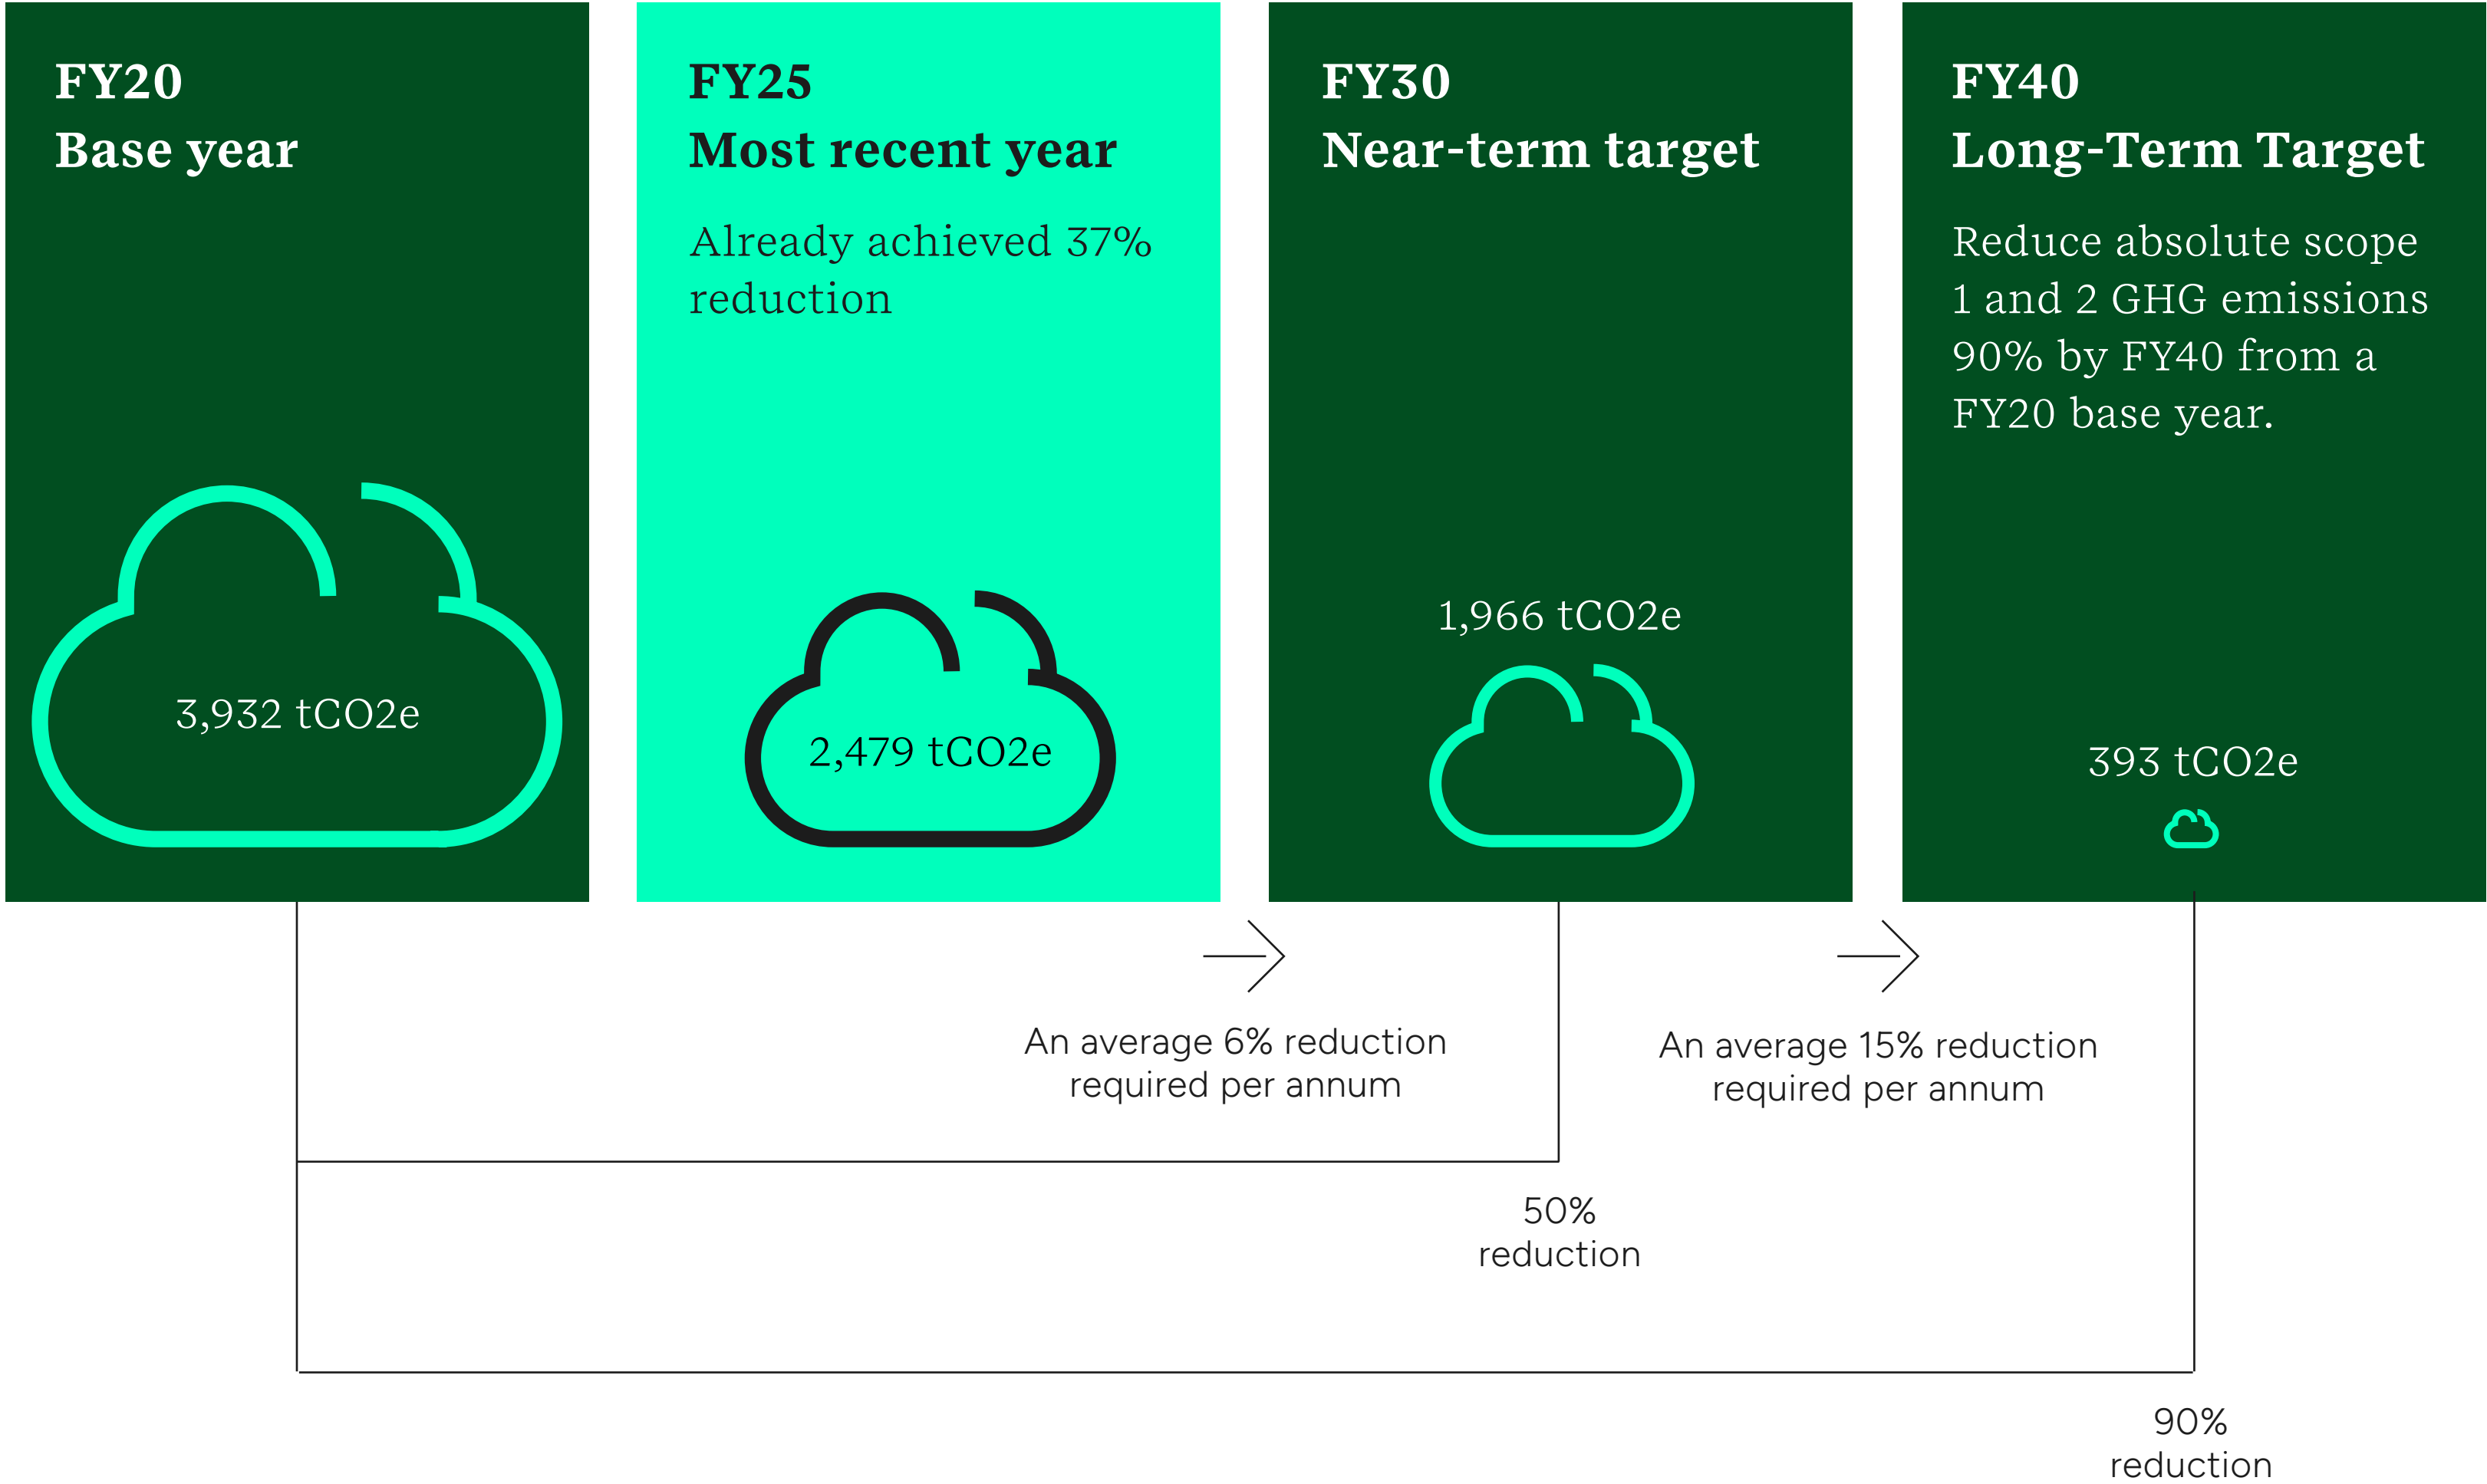 FY20
Base year
3,932 tCO2e
FY25
Most recent year
Already achieved 37%
reduction
2,479 tCO2e
FY30
Near-term target
1,966 tCO2e
FY40
Long-Term Target
Reduce absolute scope
1 and 2 GHG emissions
90% by FY40 from a
FY20 base year.
393 tCO2e
An average 6% reduction
required per annum
An average 15% reduction
required per annum
50%
reduction
90%
reduction